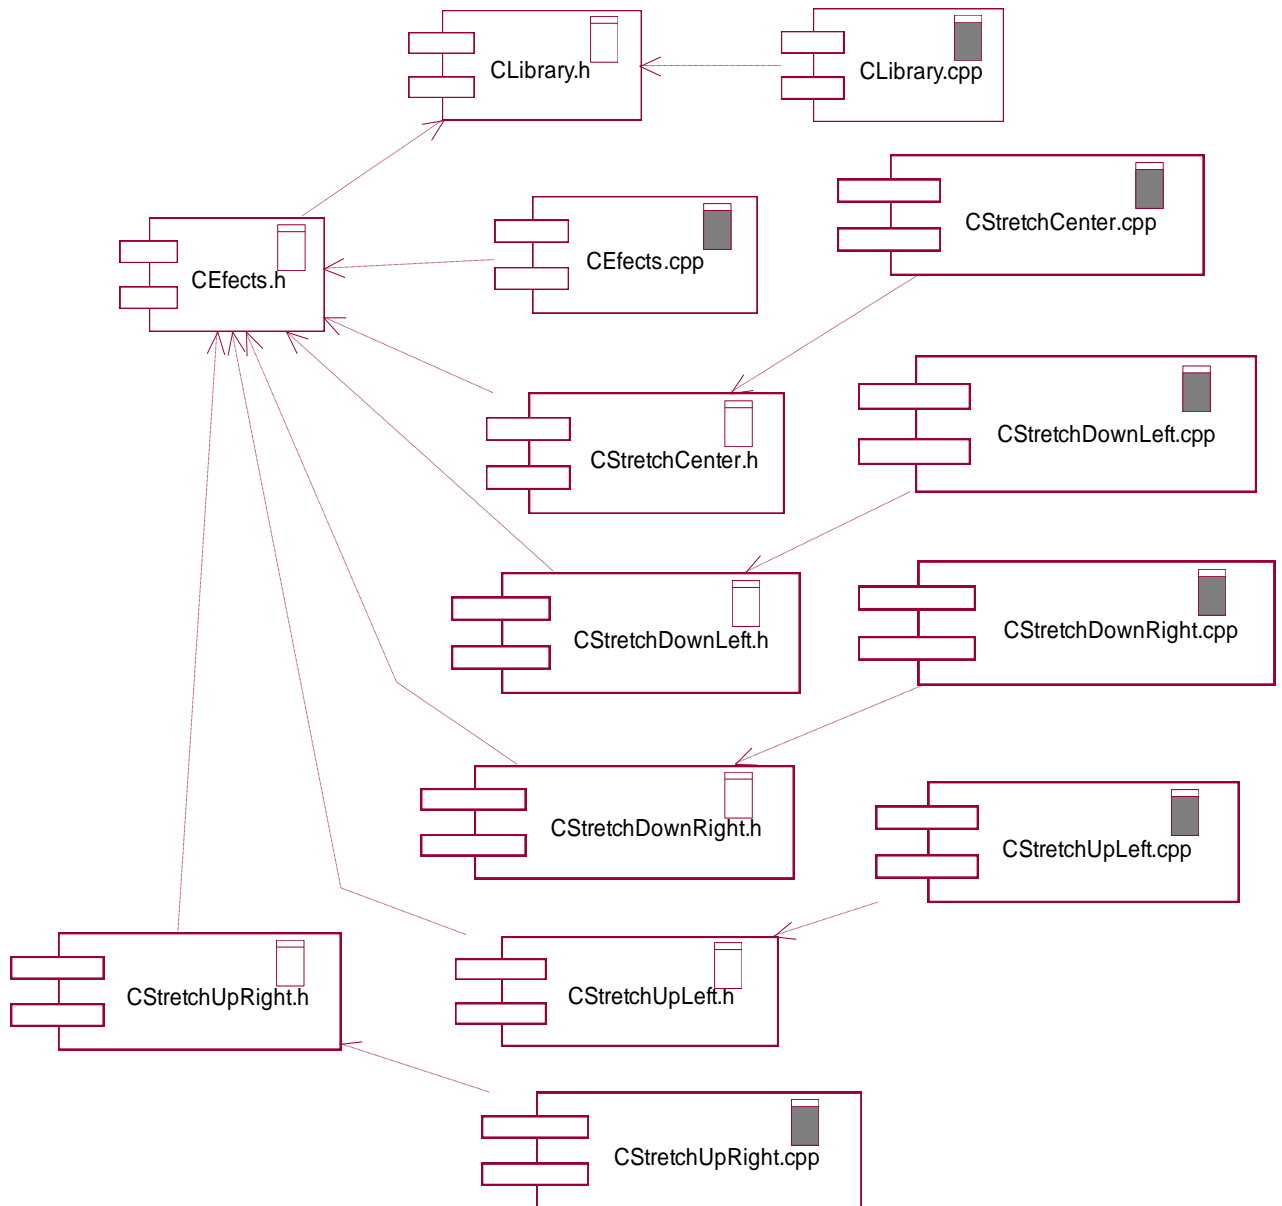 CLibrary.h
CLibrary.cpp
CStretchCenter.cpp
CEfects.h
CEfects.cpp
CStretchCenter.h
CStretchDownLeft.cpp
CStretchDownLeft.h
CStretchDownRight.cpp
CStretchDownRight.h
CStretchUpLeft.cpp
CStretchUpRight.h
CStretchUpLeft.h
CStretchUpRight.cpp